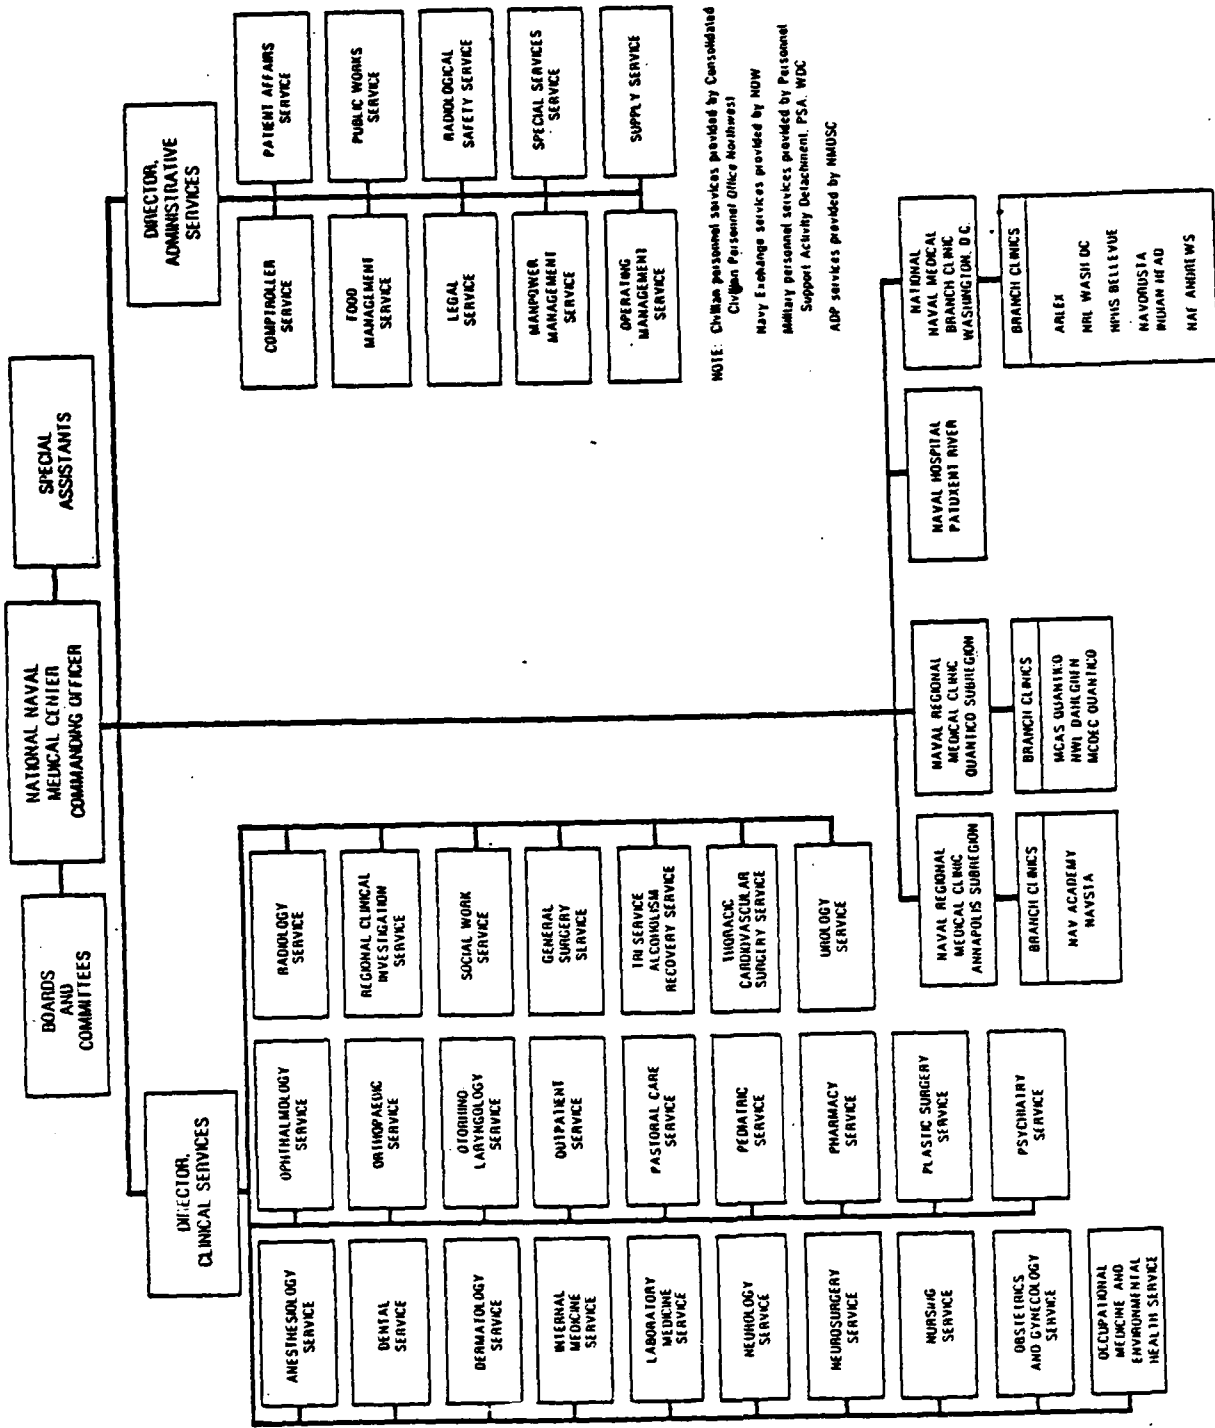 NATIONAL NAVAL
MEDICAL CENTER
COMMANDING OFFICER
BOARDS
AND
COMMITTEES
SPECIAL
ASSISTANTS
DIRECTOR,
CLINICAL SERVICES
DIRECTOR,
ADMINISTRATIVE
SERVICES
ANESTHESIOLOGY
SERVICE
DENTAL
SERVICE
DERMATOLOGY
SERVICE
INTERNAL
MEDICINE
SERVICE
LABORATORY
MEDICINE
SERVICE
NEUROLOGY
SERVICE
NEUROSURGERY
SERVICE
NURSING
SERVICE
OBSTETRICS
AND GYNECOLOGY
SERVICE
OCCUPATIONAL
MEDICINE AND
ENVIRONMENTAL
HEALTH SERVICE
OPHTHALMOLOGY
SERVICE
ORTHOPAEDIC
SERVICE
OTORHINO
LARYNGOLOGY
SERVICE
OUTPATIENT
SERVICE
PASTORAL CARE
SERVICE
PEDIATRIC
SERVICE
PHARMACY
SERVICE
PLASTIC SURGERY
SERVICE
PSYCHIATRY
SERVICE
RADIOLOGY
SERVICE
REGIONAL CLINICAL
INVESTIGATION
SERVICE
SOCIAL WORK
SERVICE
GENERAL
SURGERY
SERVICE
TRI SERVICE
ALCOHOLISM
RECOVERY SERVICE
THORACIC
CARDIOVASCULAR
SURGERY SERVICE
UROLOGY
SERVICE
COMPTROLLER
SERVICE
FOOD
MANAGEMENT
SERVICE
LEGAL
SERVICE
MANPOWER
MANAGEMENT
SERVICE
OPERATING
MANAGEMENT
SERVICE
PATIENT AFFAIRS
SERVICE
PUBLIC WORKS
SERVICE
RADIOLOGICAL
SAFETY SERVICE
SPECIAL SERVICES
SERVICE
SUPPLY SERVICE
NOTE: Civilian personnel services provided by Consolidated
Civilian Personnel Office Northwest
Navy Exchange services provided by NDW
Military personnel services provided by Personnel
Support Activity Detachment, PSA, WDC
ADP services provided by NMDSC
NAVAL REGIONAL
MEDICAL CLINIC
ANNAPOLIS SUBREGION
BRANCH CLINICS
NAV ACADEMY
NAVSTA
NAVAL REGIONAL
MEDICAL CLINIC
QUANTICO SUBREGION
BRANCH CLINICS
MCAS QUANTICO
NWL DAHLGREN
MCDEC QUANTICO
NAVAL HOSPITAL
PATUXENT RIVER
NATIONAL
NAVAL MEDICAL
BRANCH CLINIC
WASHINGTON, D.C.
BRANCH CLINICS
ARLEX
NRL WASH DC
NPHS BELLEVUE
NAVORDSTA
INDIAN HEAD
NAF ANDREWS